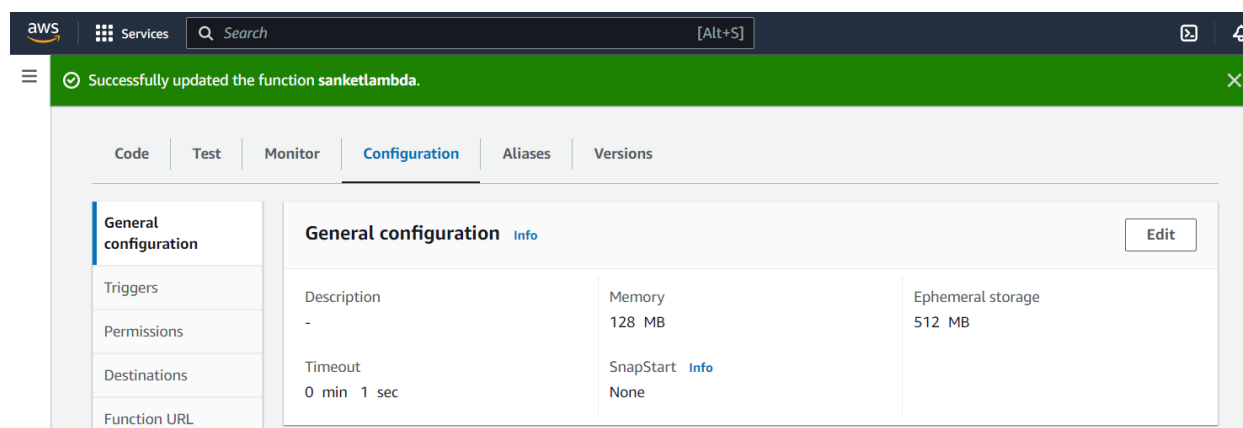 aws Services Search [Alt+S]
Successfully updated the function sanketlambda.
Code Test Monitor Configuration Aliases Versions
General
configuration
Triggers
Permissions
Destinations
Function URL
General configuration Info Edit
Description Memory Ephemeral storage
- 128 MB 512 MB
Timeout SnapStart Info
0 min 1 sec None